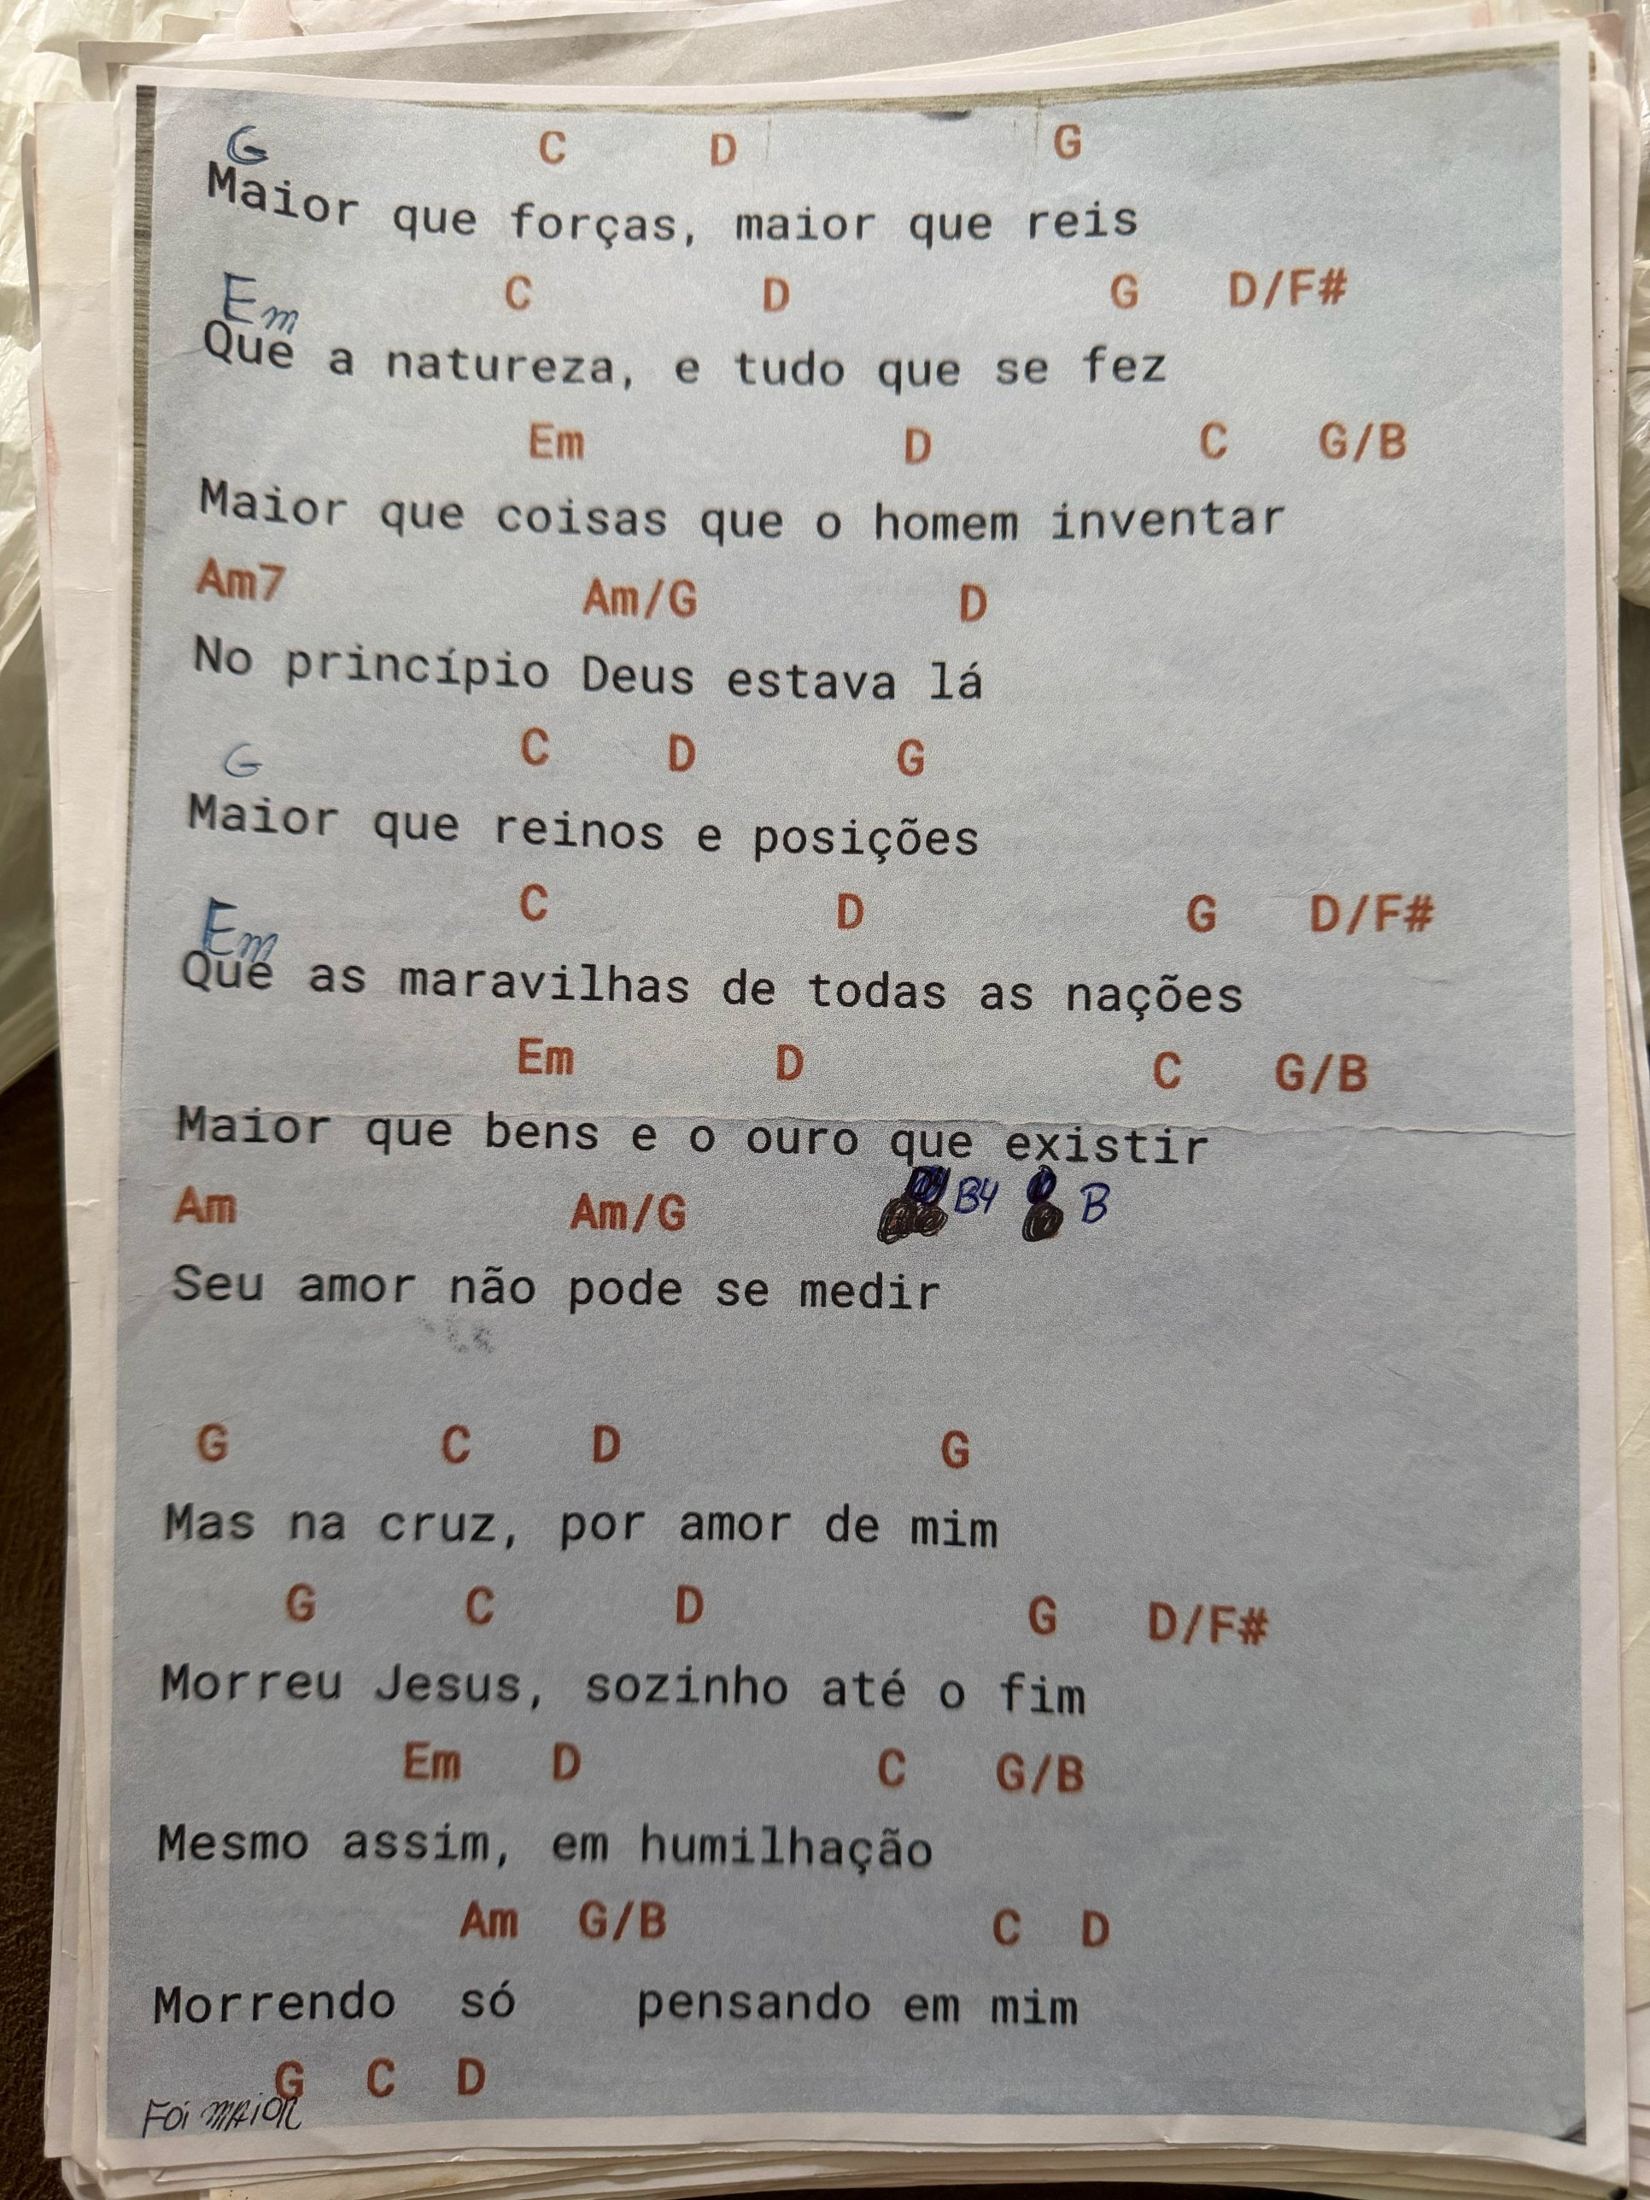 G C D G
Maior que forças, maior que reis
Em C D G D/F#
Que a natureza, e tudo que se fez
Em D C G/B
Maior que coisas que o homem inventar
Am7 Am/G D
No princípio Deus estava lá
G C D G
Maior que reinos e posições
Em C D G D/F#
Que as maravilhas de todas as nações
Em D C G/B
Maior que bens e o ouro que existir
Am Am/G B4 B
Seu amor não pode se medir
G C D G
Mas na cruz, por amor de mim
G C D G D/F#
Morreu Jesus, sozinho até o fim
Em D C G/B
Mesmo assim, em humilhação
Am G/B C D
Morrendo só pensando em mim
G C D
Foi maior